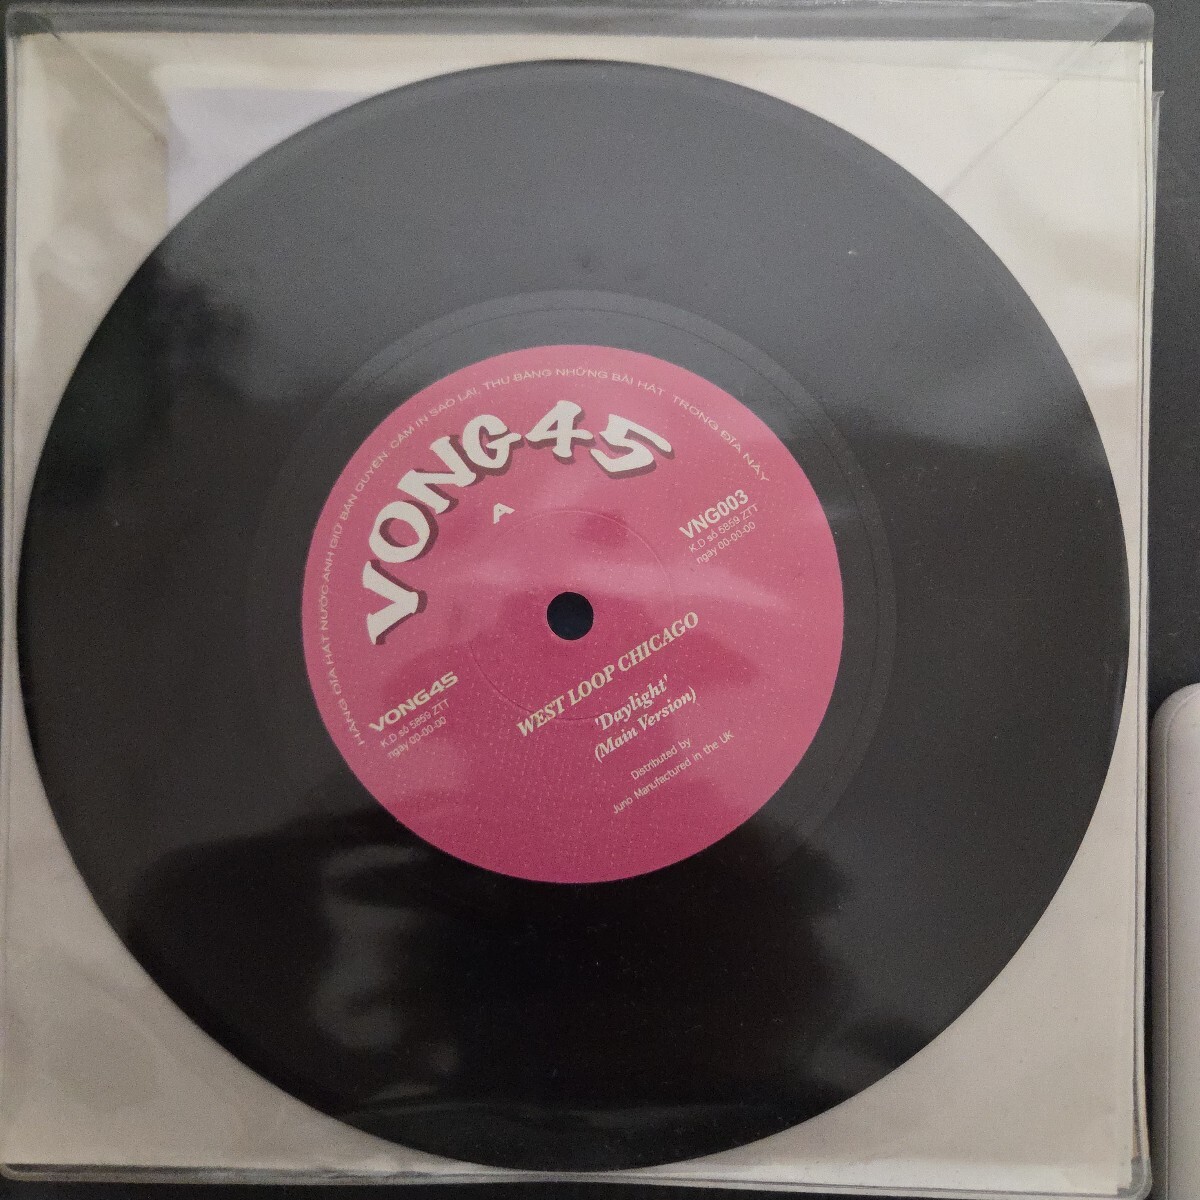 HÃNG DĨA HÁT NƯỚC ANH GIỮ BẢN QUYỀN. CẤM IN SAO LẠI, THU BĂNG NHỮNG BÀI HÁT TRONG ĐĨA NÀY
VONG45
A
VNG003
K.D số 5859 ZTT
ngày 00-00-00
VONG45
K.D số 5859 ZTT
ngày 00-00-00
WEST LOOP CHICAGO
'Daylight'
(Main Version)
Distributed by
Juno Manufactured in the UK